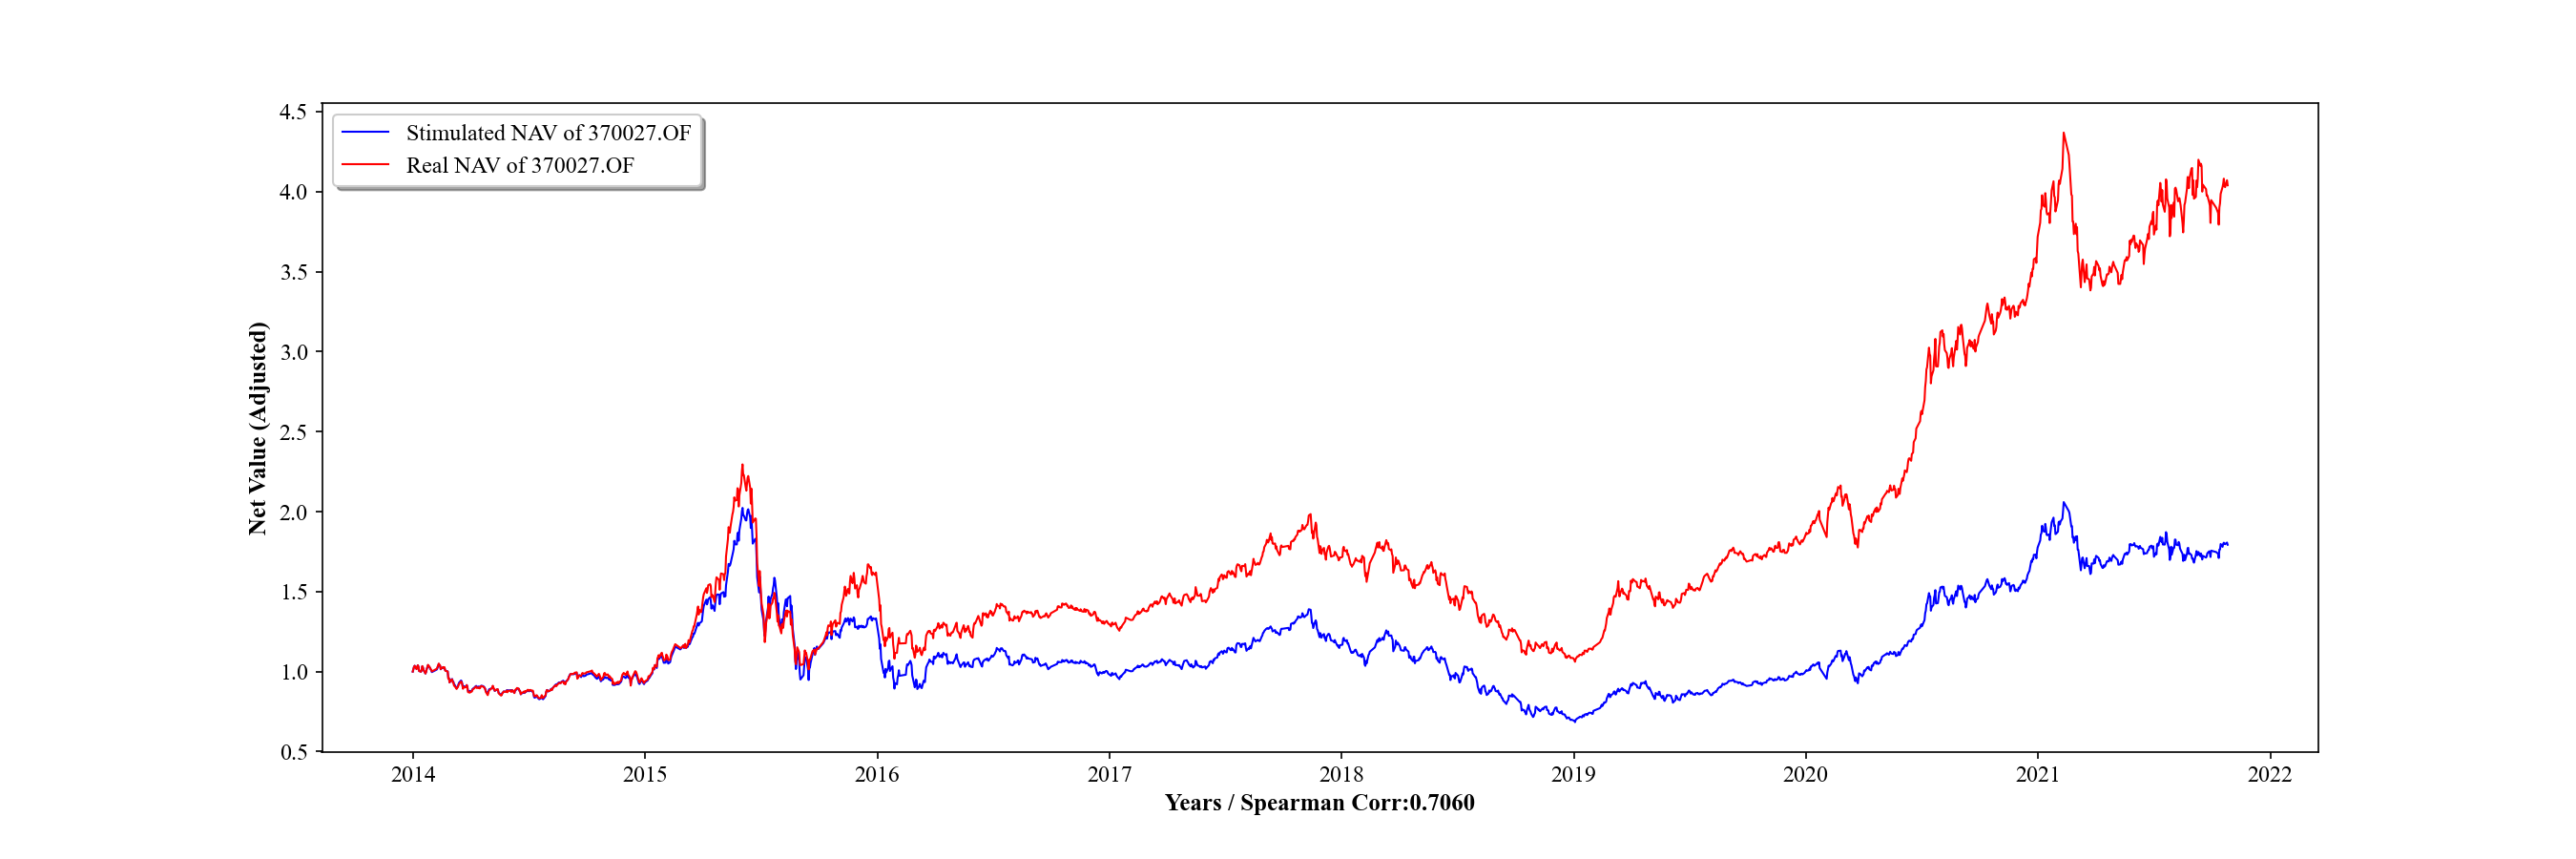 Stimulated NAV of 370027.OF
Real NAV of 370027.OF
4.5
4.0
3.5
3.0
2.5
2.0
1.5
1.0
0.5
Net Value (Adjusted)
2014 2015 2016 2017 2018 2019 2020 2021 2022
Years / Spearman Corr:0.7060